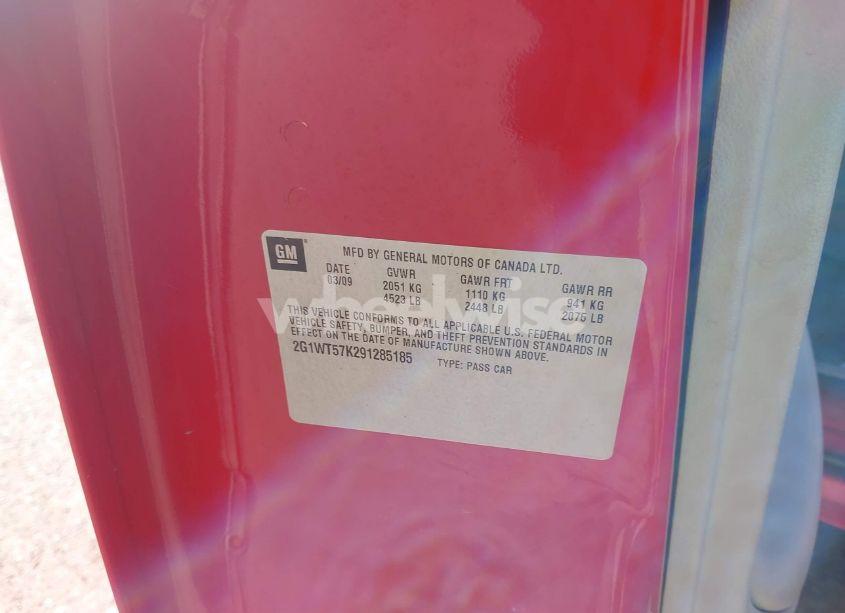 GM
MFD BY GENERAL MOTORS OF CANADA LTD.
DATE GVWR GAWR FRT GAWR RR
03/09 2051 KG 1110 KG 941 KG
4523 LB 2448 LB 2075 LB
THIS VEHICLE CONFORMS TO ALL APPLICABLE U.S. FEDERAL MOTOR
VEHICLE SAFETY, BUMPER, AND THEFT PREVENTION STANDARDS IN
EFFECT ON THE DATE OF MANUFACTURE SHOWN ABOVE.
2G1WT57K291285185 TYPE: PASS CAR
wheelwise